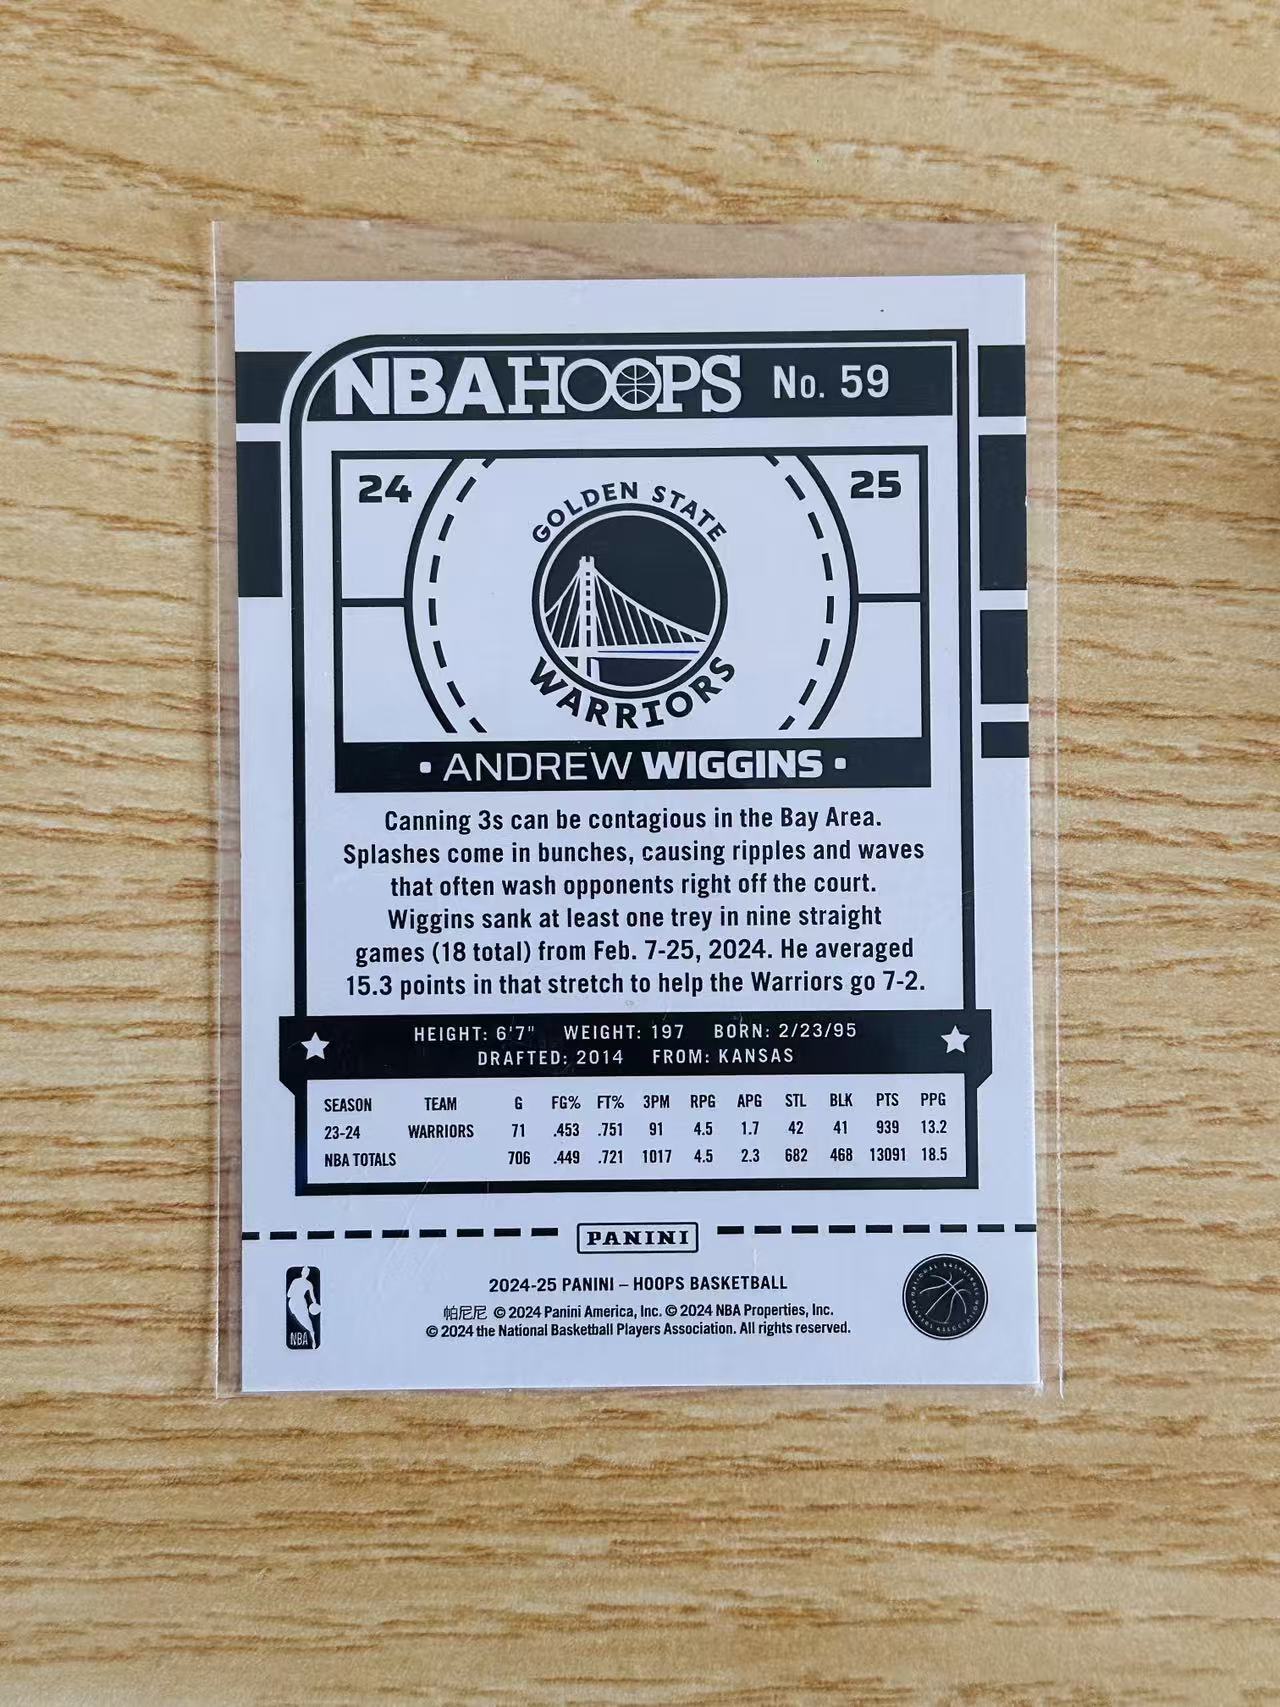 NBA HOOPS No. 59
24 25
GOLDEN STATE
WARRIORS
• ANDREW WIGGINS •
Canning 3s can be contagious in the Bay Area.
Splashes come in bunches, causing ripples and waves
that often wash opponents right off the court.
Wiggins sank at least one trey in nine straight
games (18 total) from Feb. 7-25, 2024. He averaged
15.3 points in that stretch to help the Warriors go 7-2.
HEIGHT: 6'7" WEIGHT: 197 BORN: 2/23/95
DRAFTED: 2014 FROM: KANSAS
SEASON TEAM G FG% FT% 3PM RPG APG STL BLK PTS PPG
23-24 WARRIORS 71 .453 .751 91 4.5 1.7 42 41 939 13.2
NBA TOTALS 706 .449 .721 1017 4.5 2.3 682 468 13091 18.5
PANINI
2024-25 PANINI – HOOPS BASKETBALL
帕尼尼 © 2024 Panini America, Inc. © 2024 NBA Properties, Inc.
© 2024 the National Basketball Players Association. All rights reserved.
NBA
NATIONAL BASKETBALL
PLAYERS ASSOCIATION